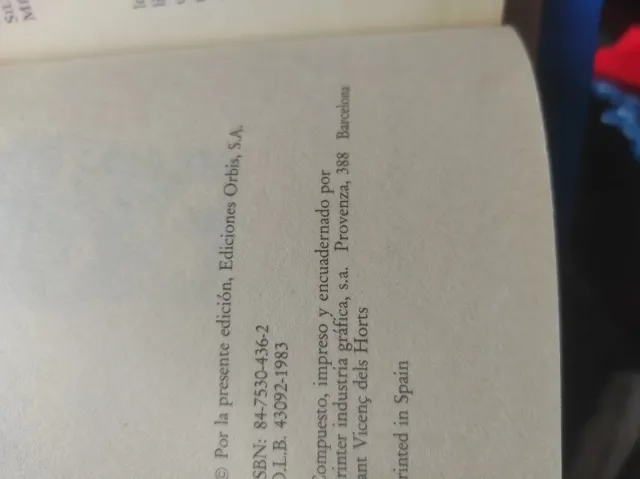 © Por la presente edición, Ediciones Orbis, S.A.
SBN: 84-7530-436-2
D.L.B. 43092-1983
Compuesto, impreso y encuadernado por
rinter industria gráfica, s.a. Provenza, 388 Barcelona
ant Vicenç dels Horts
rinted in Spain